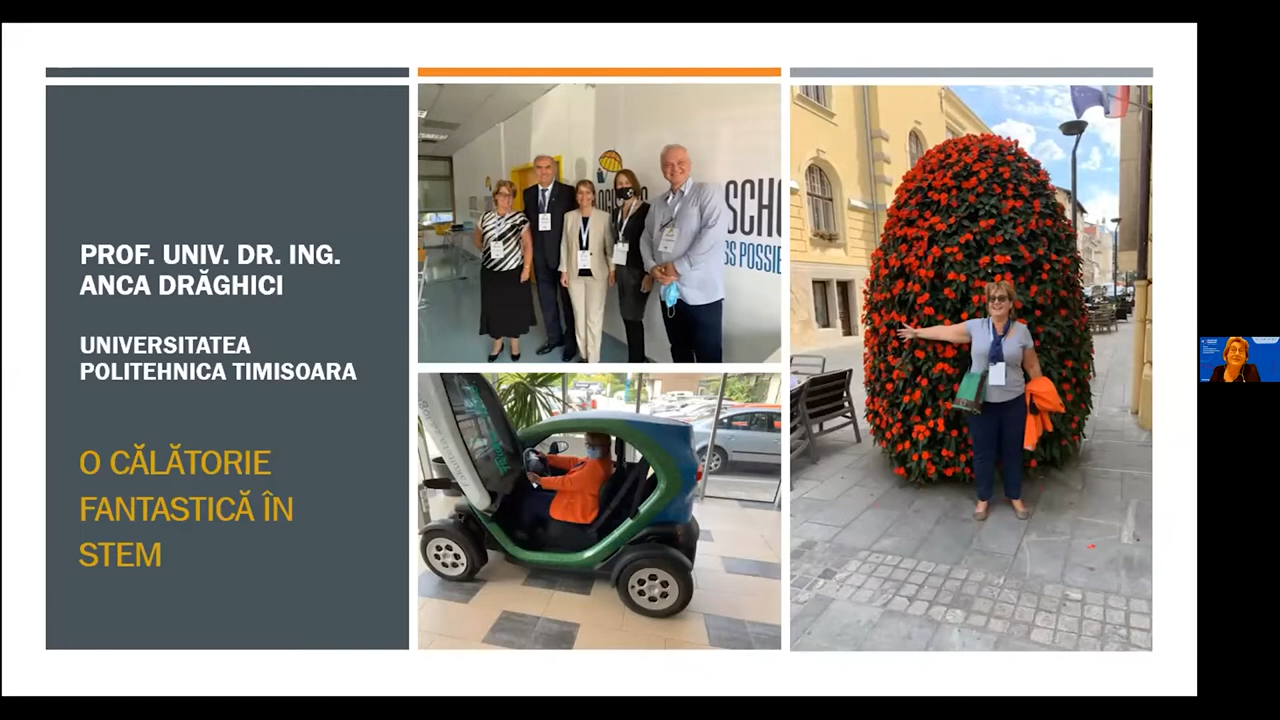 PROF. UNIV. DR. ING.
ANCA DRĂGHICI
UNIVERSITATEA
POLITEHNICA TIMISOARA
O CĂLĂTORIE
FANTASTICĂ ÎN
STEM
SCHO
SS POSSIE